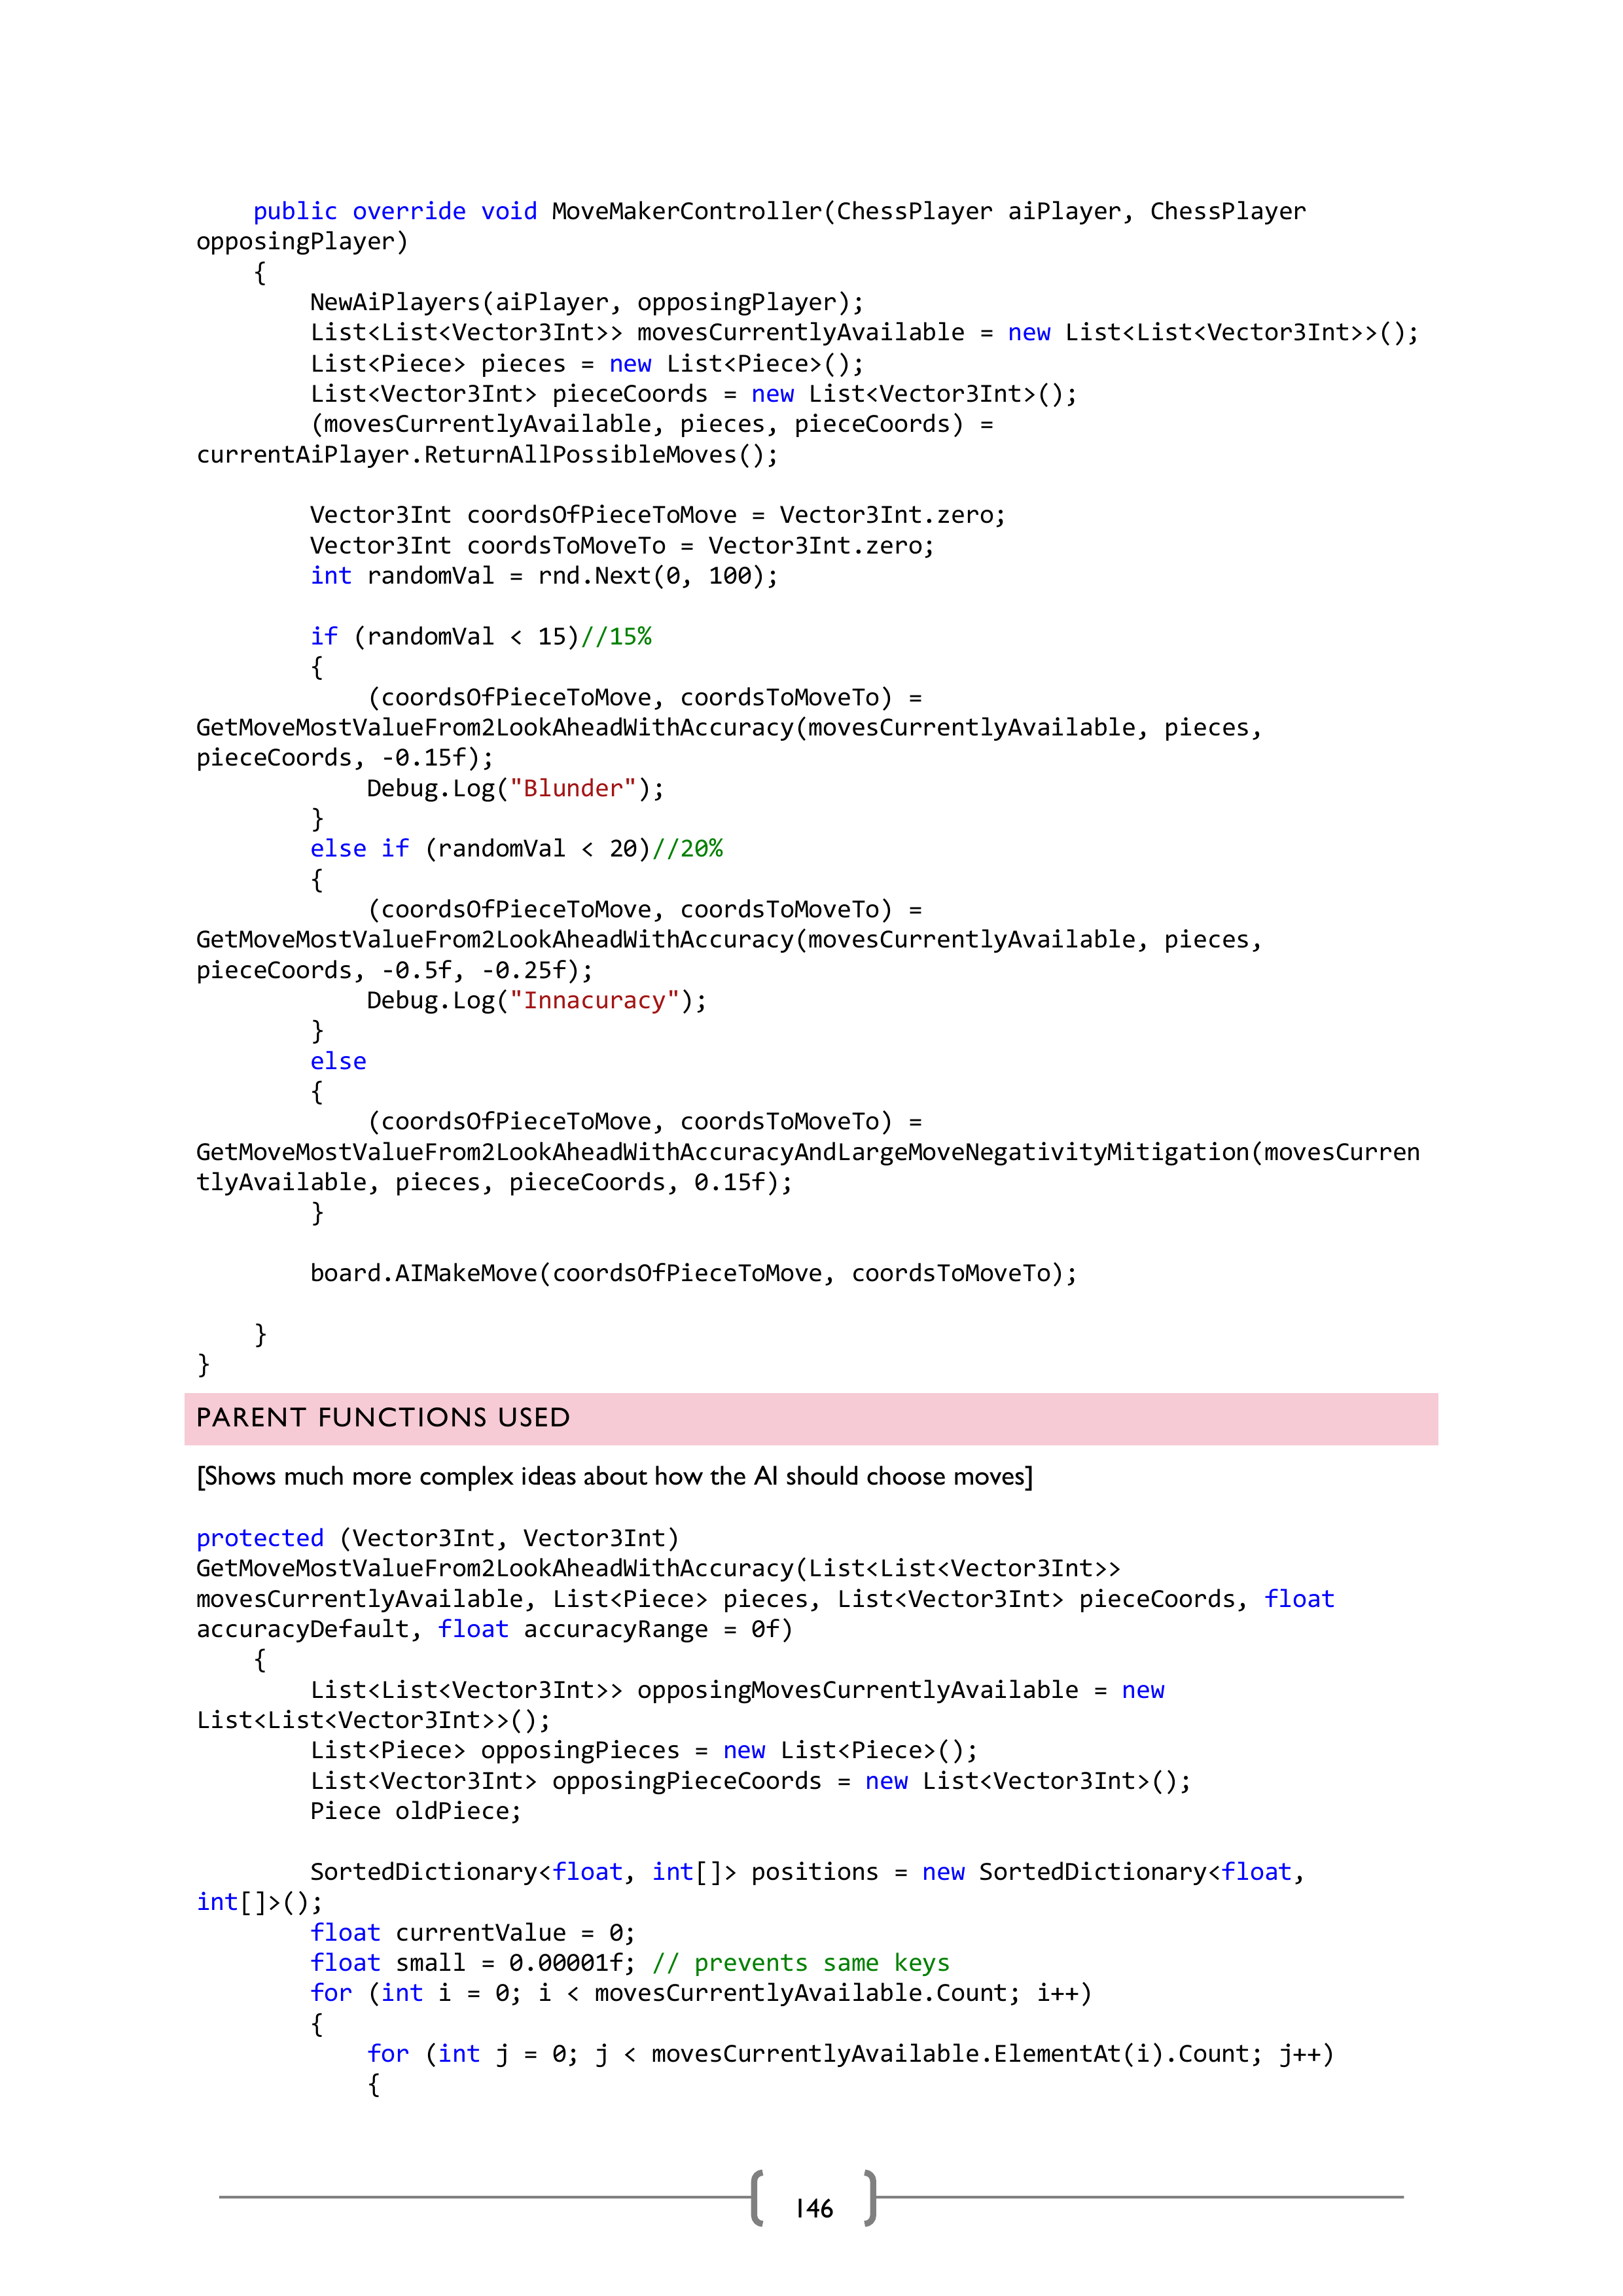 public override void MoveMakerController(ChessPlayer aiPlayer, ChessPlayer
opposingPlayer)
    {
        NewAiPlayers(aiPlayer, opposingPlayer);
        List<List<Vector3Int>> movesCurrentlyAvailable = new List<List<Vector3Int>>();
        List<Piece> pieces = new List<Piece>();
        List<Vector3Int> pieceCoords = new List<Vector3Int>();
        (movesCurrentlyAvailable, pieces, pieceCoords) =
currentAiPlayer.ReturnAllPossibleMoves();

        Vector3Int coordsOfPieceToMove = Vector3Int.zero;
        Vector3Int coordsToMoveTo = Vector3Int.zero;
        int randomVal = rnd.Next(0, 100);

        if (randomVal < 15)//15%
        {
            (coordsOfPieceToMove, coordsToMoveTo) =
GetMoveMostValueFrom2LookAheadWithAccuracy(movesCurrentlyAvailable, pieces,
pieceCoords, -0.15f);
            Debug.Log("Blunder");
        }
        else if (randomVal < 20)//20%
        {
            (coordsOfPieceToMove, coordsToMoveTo) =
GetMoveMostValueFrom2LookAheadWithAccuracy(movesCurrentlyAvailable, pieces,
pieceCoords, -0.5f, -0.25f);
            Debug.Log("Innacuracy");
        }
        else
        {
            (coordsOfPieceToMove, coordsToMoveTo) =
GetMoveMostValueFrom2LookAheadWithAccuracyAndLargeMoveNegativityMitigation(movesCurren
tlyAvailable, pieces, pieceCoords, 0.15f);
        }

        board.AIMakeMove(coordsOfPieceToMove, coordsToMoveTo);

    }
}
PARENT FUNCTIONS USED
[Shows much more complex ideas about how the AI should choose moves]

protected (Vector3Int, Vector3Int)
GetMoveMostValueFrom2LookAheadWithAccuracy(List<List<Vector3Int>>
movesCurrentlyAvailable, List<Piece> pieces, List<Vector3Int> pieceCoords, float
accuracyDefault, float accuracyRange = 0f)
    {
        List<List<Vector3Int>> opposingMovesCurrentlyAvailable = new
List<List<Vector3Int>>();
        List<Piece> opposingPieces = new List<Piece>();
        List<Vector3Int> opposingPieceCoords = new List<Vector3Int>();
        Piece oldPiece;

        SortedDictionary<float, int[]> positions = new SortedDictionary<float,
int[]>();
        float currentValue = 0;
        float small = 0.00001f; // prevents same keys
        for (int i = 0; i < movesCurrentlyAvailable.Count; i++)
        {
            for (int j = 0; j < movesCurrentlyAvailable.ElementAt(i).Count; j++)
            {
146